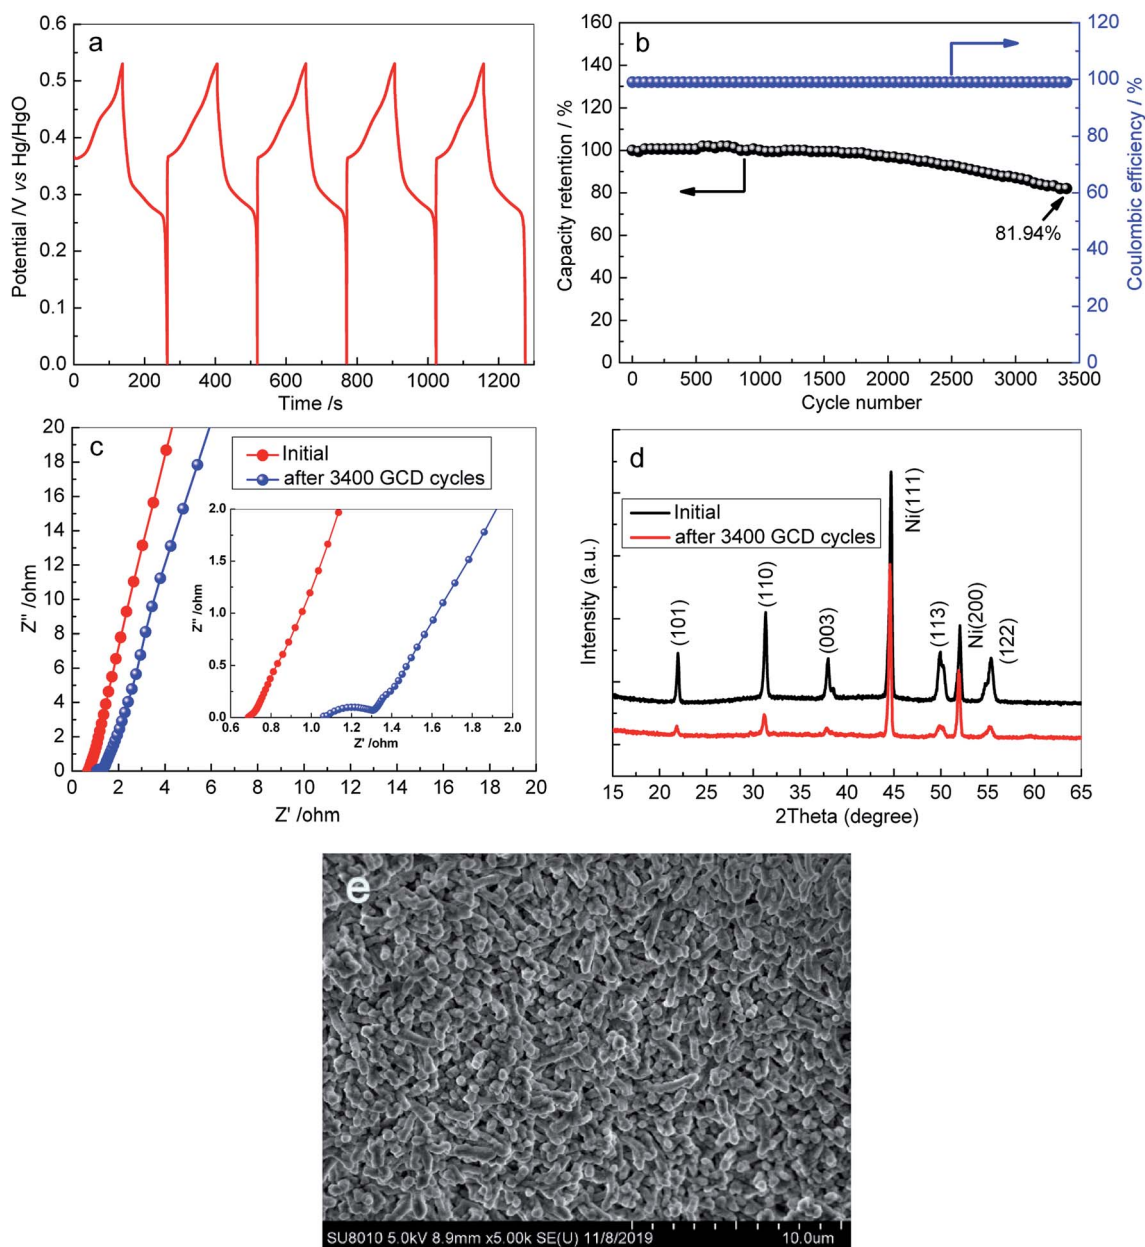 a
0.6
0.5
0.4
0.3
0.2
0.1
0.0
Potential /V vs Hg/HgO
0 200 400 600 800 1000 1200
Time /s
b
160
140
120
100
80
60
40
20
0
Capacity retention / %
120
100
80
60
40
20
0
Coulombic efficiency / %
81.94%
0 500 1000 1500 2000 2500 3000 3500
Cycle number
c
Initial
after 3400 GCD cycles
20
18
16
14
12
10
8
6
4
2
0
Z'' /ohm
2.0
1.5
1.0
0.5
0.0
Z'' /ohm
0.6 0.8 1.0 1.2 1.4 1.6 1.8 2.0
Z' /ohm
0 2 4 6 8 10 12 14 16 18 20
Z' /ohm
d
Initial
after 3400 GCD cycles
Intensity (a.u.)
(101)
(110)
(003)
Ni(111)
(113)
Ni(200)
(122)
15 20 25 30 35 40 45 50 55 60 65
2Theta (degree)
e
SU8010 5.0kV 8.9mm x5.00k SE(U) 11/8/2019 10.0um